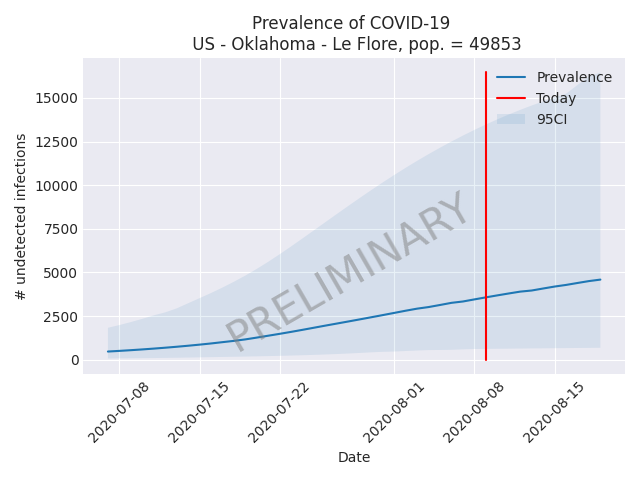 Prevalence of COVID-19
US - Oklahoma - Le Flore, pop. = 49853
Prevalence
Today
95CI
# undetected infections
15000
12500
10000
7500
5000
2500
0
PRELIMINARY
2020-07-08
2020-07-15
2020-07-22
2020-08-01
2020-08-08
2020-08-15
Date